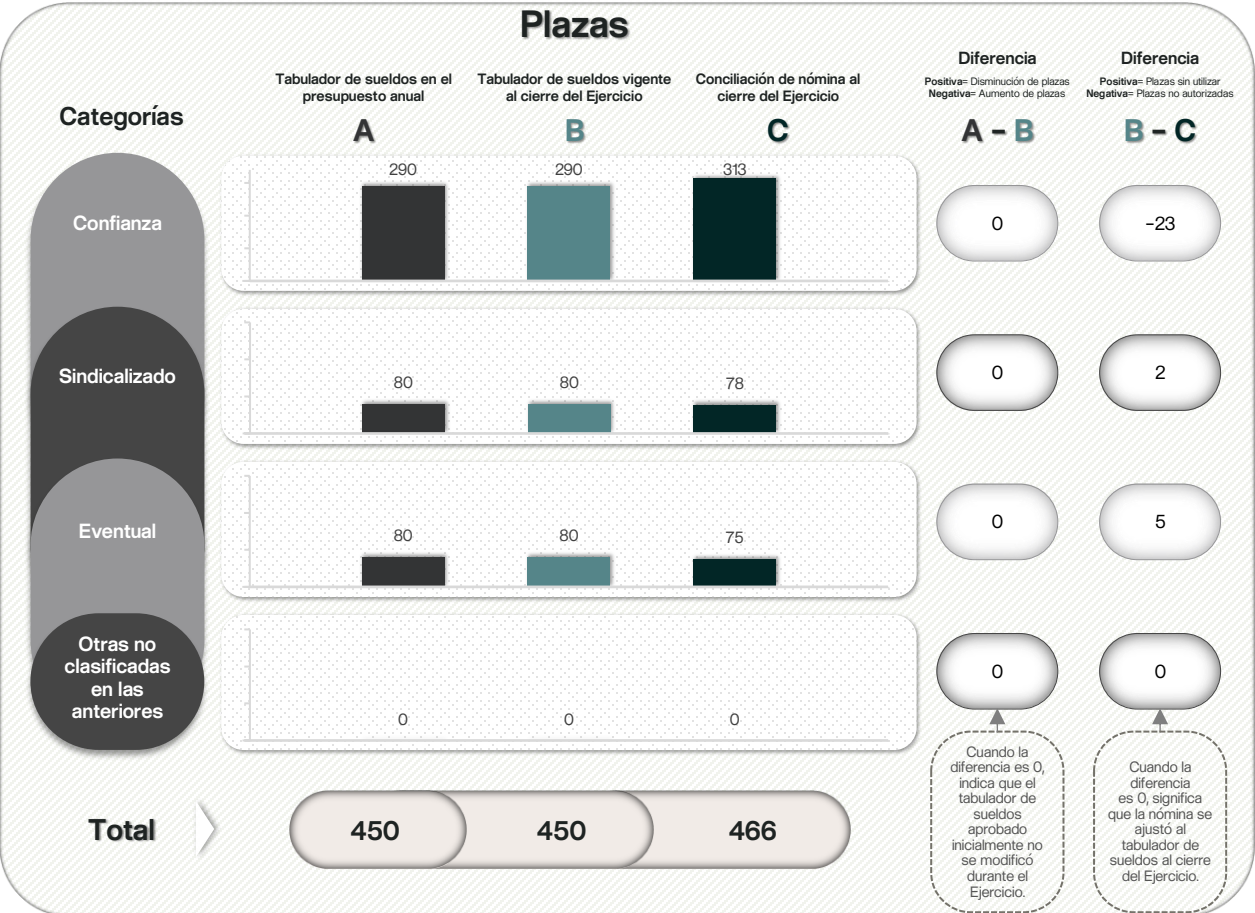 Plazas
Categorías
Tabulador de sueldos en el
presupuesto anual
A
Tabulador de sueldos vigente
al cierre del Ejercicio
B
Conciliación de nómina al
cierre del Ejercicio
C
Diferencia
Positiva= Disminución de plazas
Negativa= Aumento de plazas
A - B
Diferencia
Positiva= Plazas sin utilizar
Negativa= Plazas no autorizadas
B - C
Confianza
290
290
313
0
-23
Sindicalizado
80
80
78
0
2
Eventual
80
80
75
0
5
Otras no
clasificadas
en las
anteriores
0
0
0
0
0
Total
450
450
466
Cuando la
diferencia es 0,
indica que el
tabulador de
sueldos
aprobado
inicialmente no
se modificó
durante el
Ejercicio.
Cuando la
diferencia
es 0, significa
que la nómina se
ajustó al
tabulador de
sueldos al cierre
del Ejercicio.